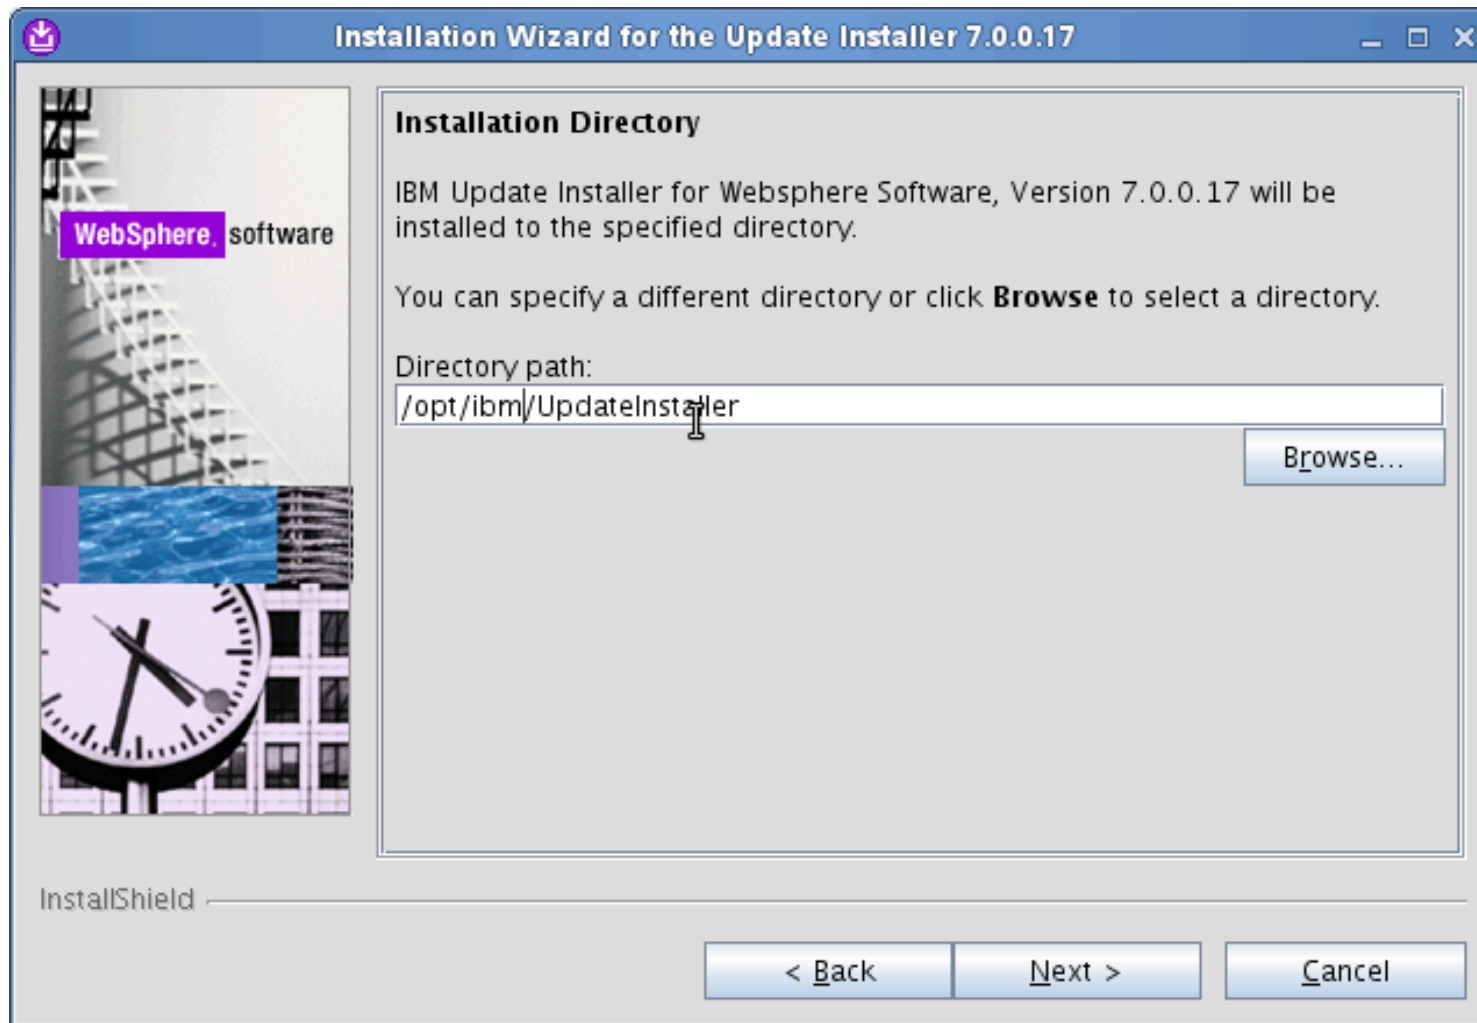 Installation Wizard for the Update Installer 7.0.0.17
WebSphere. software
Installation Directory
IBM Update Installer for Websphere Software, Version 7.0.0.17 will be
installed to the specified directory.
You can specify a different directory or click Browse to select a directory.
Directory path:
/opt/ibm/UpdateInstaller
Browse...
InstallShield
< Back
Next >
Cancel